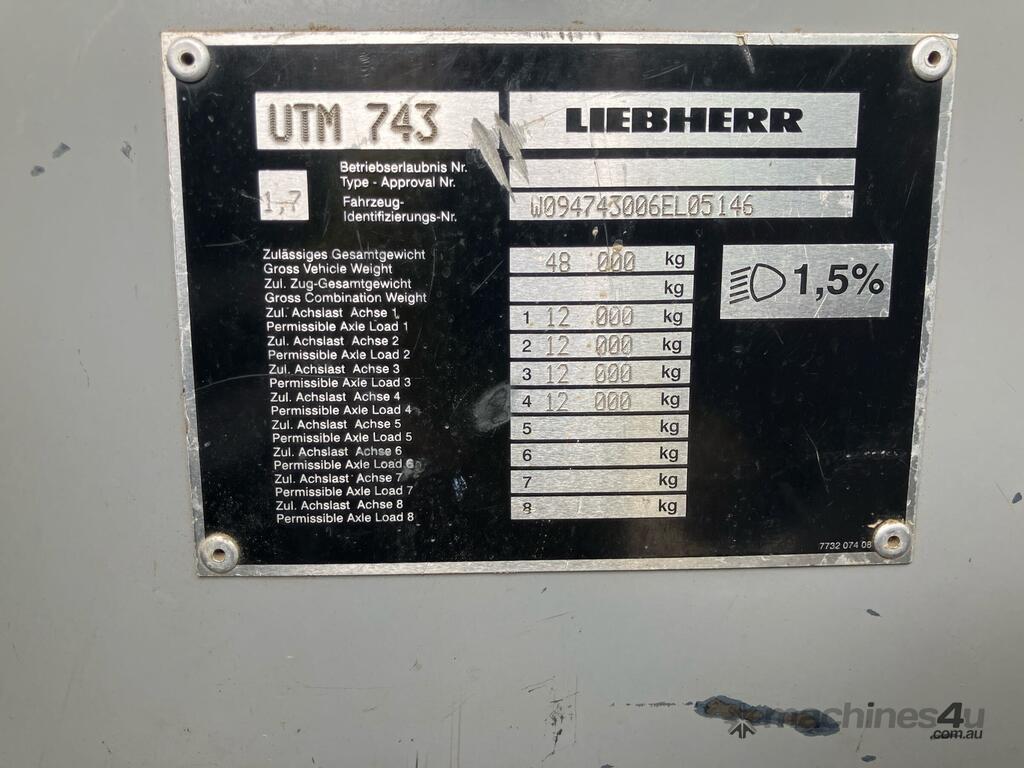 UTM 743
LIEBHERR
Betriebserlaubnis Nr.
Type - Approval Nr.
1,7
Fahrzeug-
Identifizierungs-Nr.
W094743006EL05146
Zulässiges Gesamtgewicht
Gross Vehicle Weight
48 000 kg
Zul. Zug-Gesamtgewicht
Gross Combination Weight
kg
Zul. Achslast Achse 1
Permissible Axle Load 1
1 12 000 kg
Zul. Achslast Achse 2
Permissible Axle Load 2
2 12 000 kg
Zul. Achslast Achse 3
Permissible Axle Load 3
3 12 000 kg
Zul. Achslast Achse 4
Permissible Axle Load 4
4 12 000 kg
Zul. Achslast Achse 5
Permissible Axle Load 5
5 kg
Zul. Achslast Achse 6
Permissible Axle Load 6
6 kg
Zul. Achslast Achse 7
Permissible Axle Load 7
7 kg
Zul. Achslast Achse 8
Permissible Axle Load 8
8 kg
1,5%
7732 074 08
machines4u
.com.au